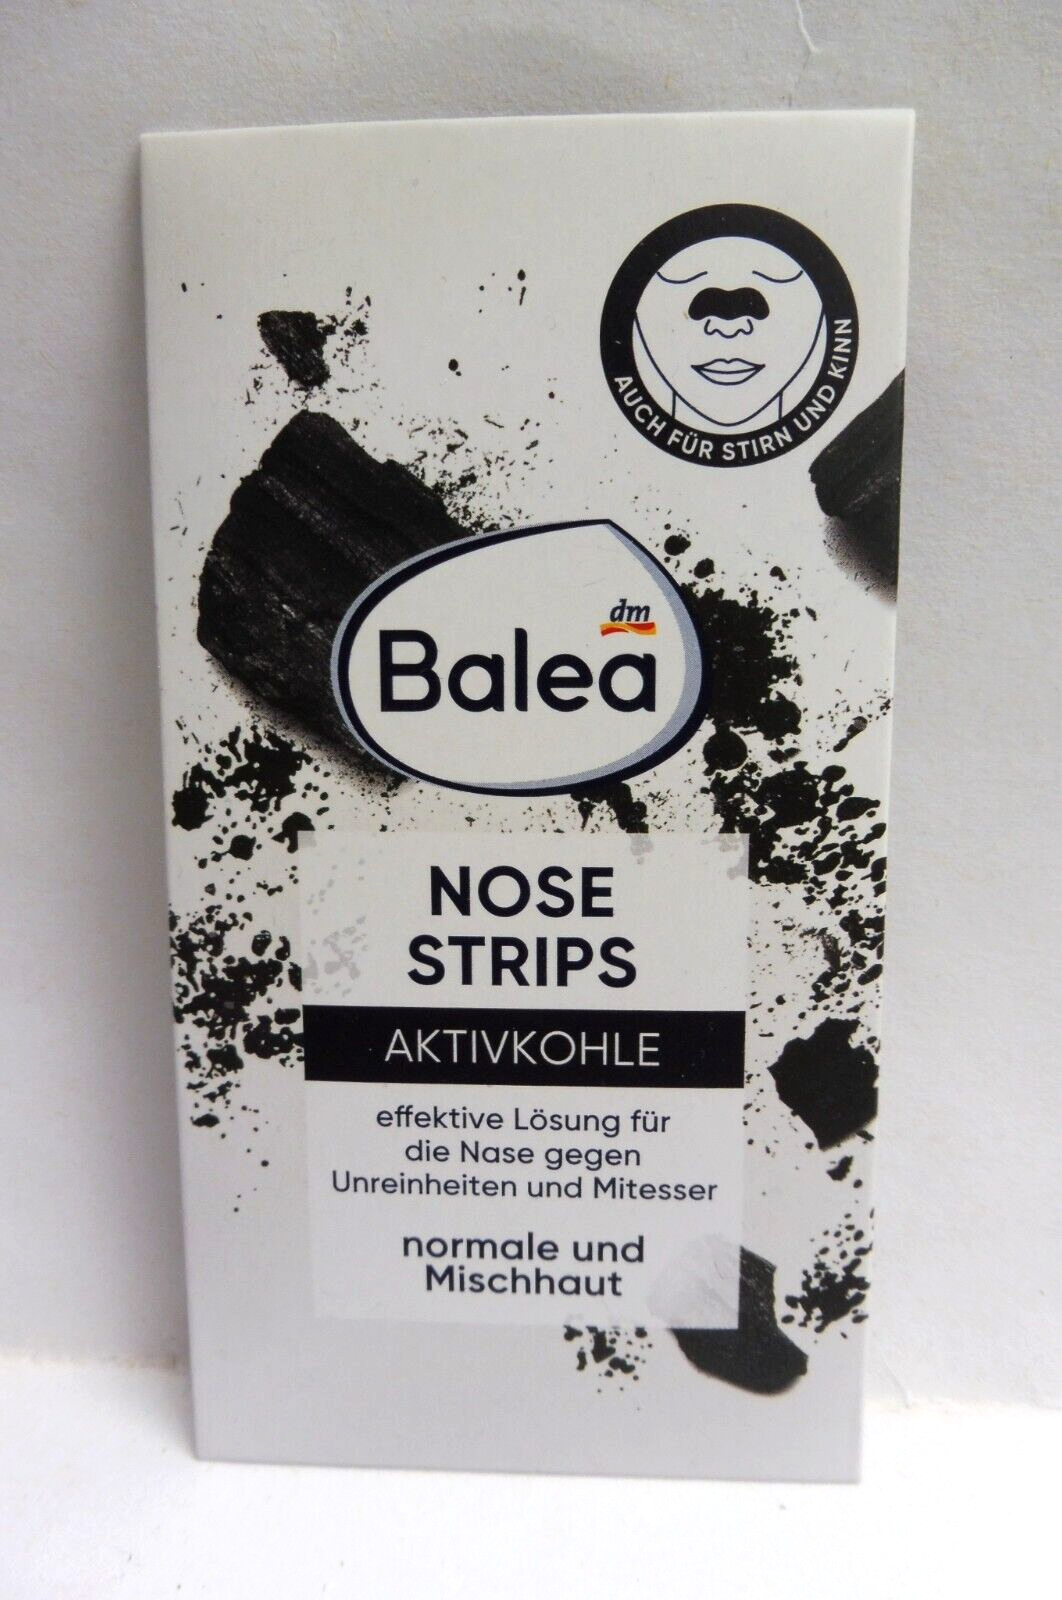 AUCH FÜR STIRN UND KINN
dm
Balea
NOSE
STRIPS
AKTIVKOHLE
effektive Lösung für
die Nase gegen
Unreinheiten und Mitesser
normale und
Mischhaut